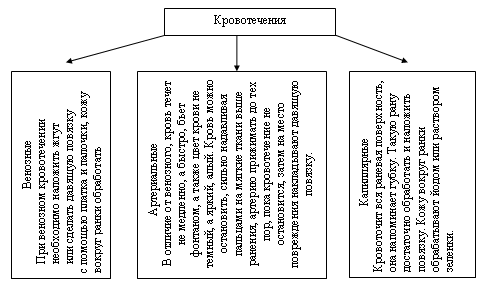 Кровотечения
Венозные
При венозном кровотечении
необходимо наложить жгут
или сделать давящую повязку
с помощью платка и палочки, кожу
вокруг ранки обработать
Артериальные
В отличие от венозного, кровь течет
не медленно, а быстро, бьет
фонтаном, а также цвет крови не
темный, а яркий, алый. Кровь можно
остановить, сильно надавливая
пальцами на мягкие ткани выше
ранения, артерию прижимать до тех
пор, пока кровотечение не
остановится, затем на место
повреждения накладывают давящую
повязку.
Капиллярные
Кровоточит вся раневая поверхность,
она напоминает губку. Такую рану
достаточно обработать и наложить
повязку. Кожу вокруг ранки
обрабатывают йодом или раствором
зеленки.